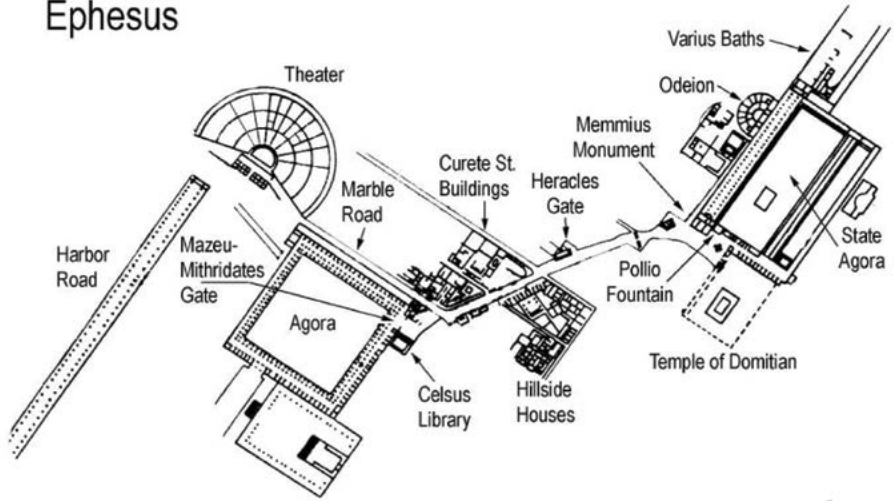 Ephesus
Theater
Varius Baths
Odeion
Memmius
Monument
Curete St.
Buildings
Heracles
Gate
Marble
Road
Harbor
Road
Mazeu-
Mithridates
Gate
Agora
Celsus
Library
Hillside
Houses
Pollio
Fountain
State
Agora
Temple of Domitian